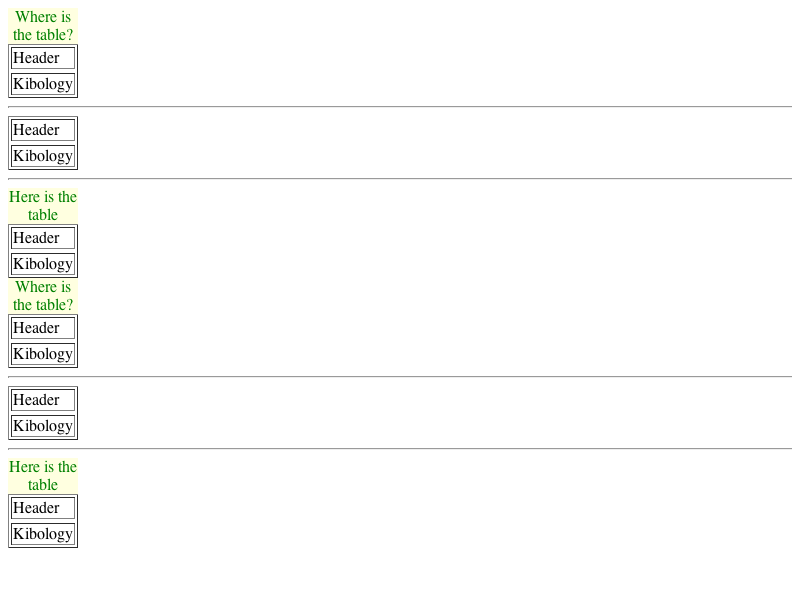 Where is
the table?
Header
Kibology
Header
Kibology
Here is the
table
Header
Kibology
Where is
the table?
Header
Kibology
Header
Kibology
Here is the
table
Header
Kibology